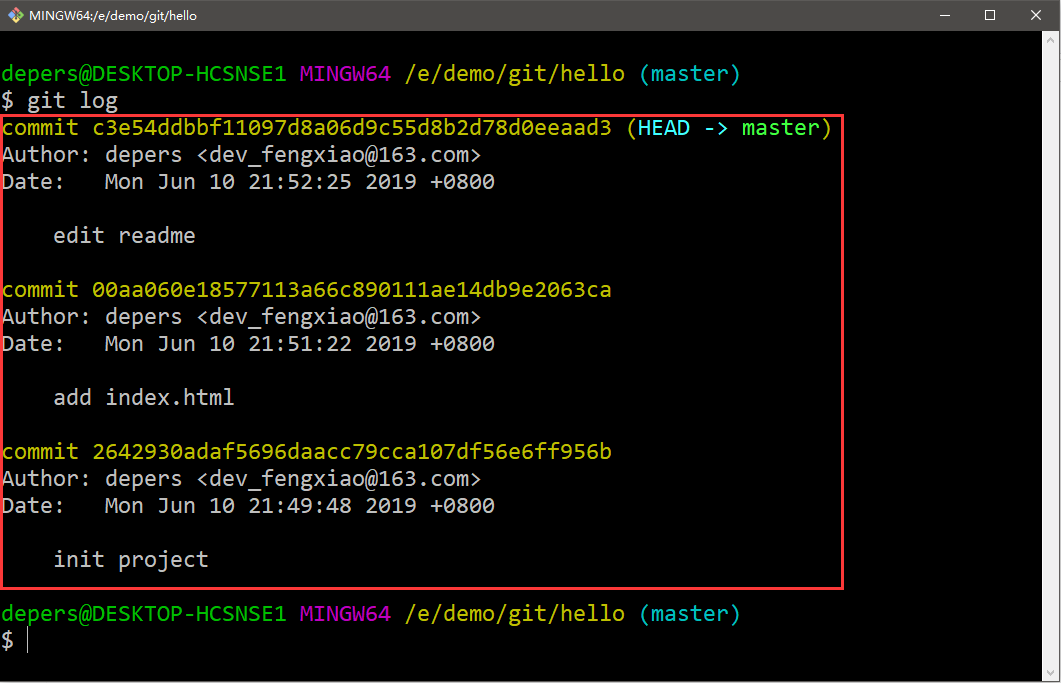 MINGW64:/e/demo/git/hello
depers@DESKTOP-HCSNSE1 MINGW64 /e/demo/git/hello (master)
$ git log
commit c3e54ddbbf11097d8a06d9c55d8b2d78d0eeaad3 (HEAD -> master)
Author: depers <dev_fengxiao@163.com>
Date:   Mon Jun 10 21:52:25 2019 +0800
    edit readme
commit 00aa060e18577113a66c890111ae14db9e2063ca
Author: depers <dev_fengxiao@163.com>
Date:   Mon Jun 10 21:51:22 2019 +0800
    add index.html
commit 2642930adaf5696daacc79cca107df56e6ff956b
Author: depers <dev_fengxiao@163.com>
Date:   Mon Jun 10 21:49:48 2019 +0800
    init project
depers@DESKTOP-HCSNSE1 MINGW64 /e/demo/git/hello (master)
$